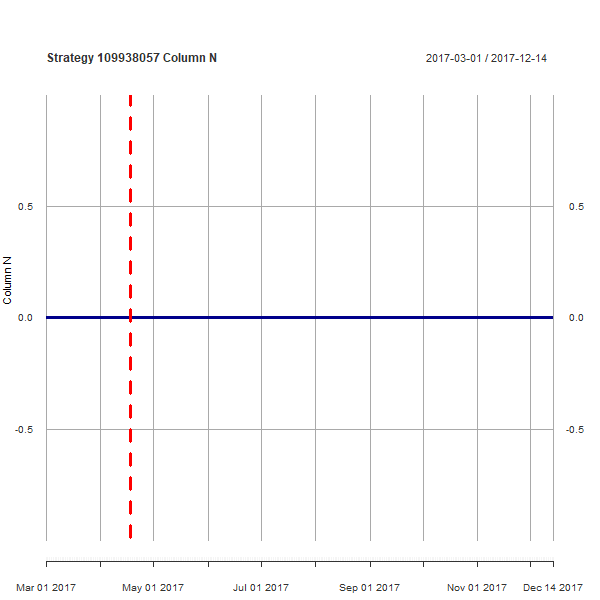 Strategy 109938057 Column N
2017-03-01 / 2017-12-14
0.5
0.5
Column N
0.0
0.0
-0.5
-0.5
Mar 01 2017
May 01 2017
Jul 01 2017
Sep 01 2017
Nov 01 2017
Dec 14 2017